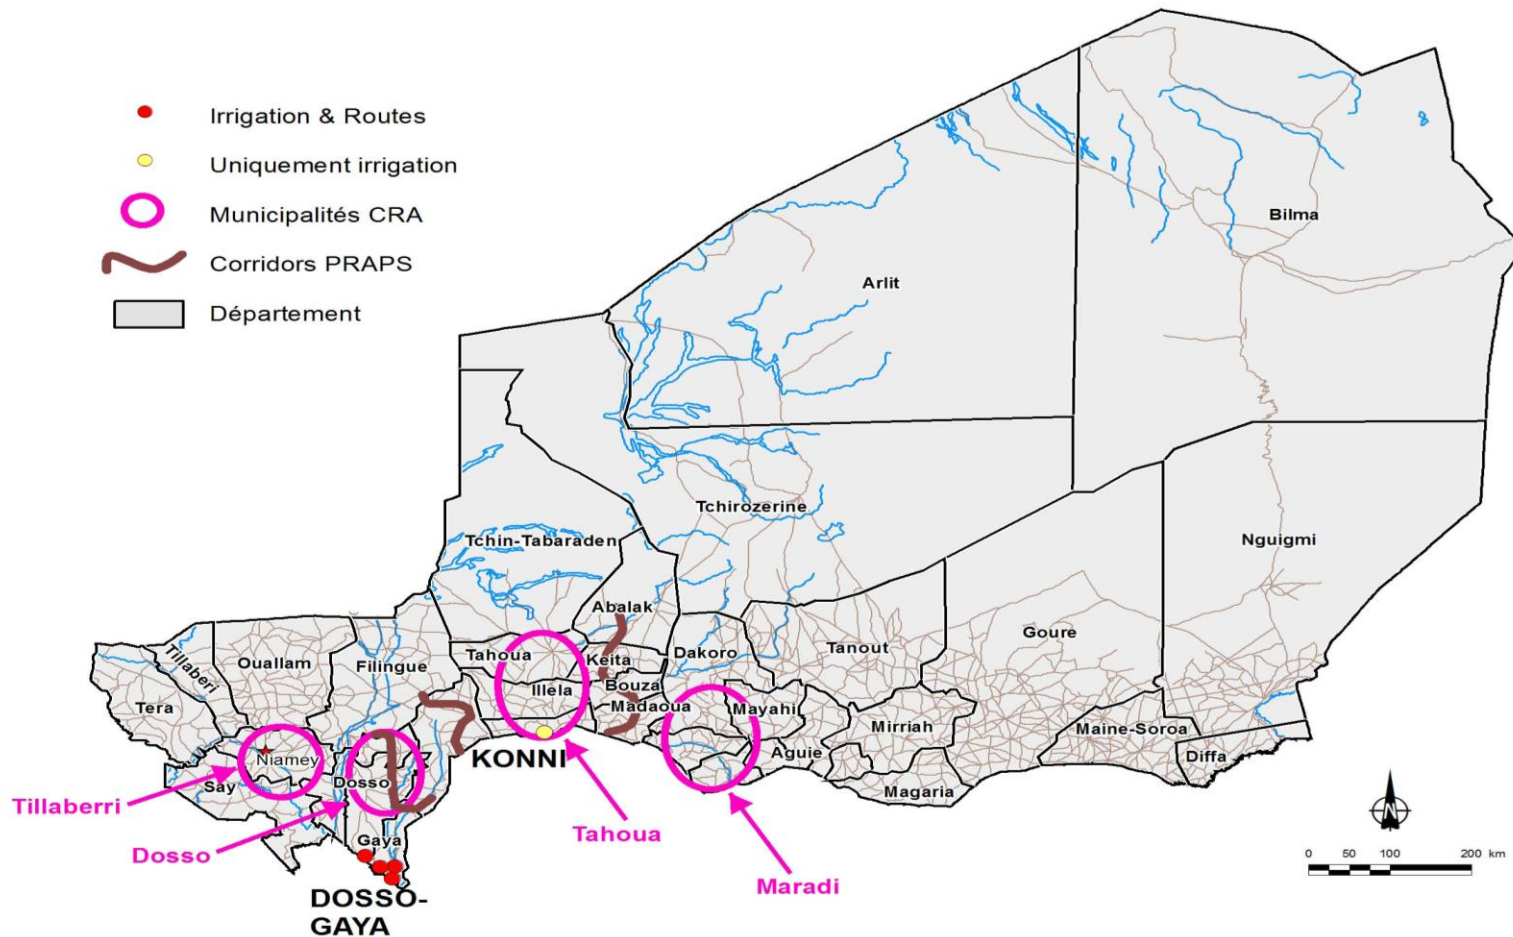 Irrigation & Routes
Uniquement irrigation
Municipalités CRA
Corridors PRAPS
Département
Bilma
Arlit
Tchirozerine
Tchin-Tabaraden
Nguigmi
Abalak
Goure
Tahoua
Keita
Dakoro
Tanout
Tillaberi
Ouallam
Filingue
Illela
Bouza
Madaoua
Mayahi
Mirriah
Tera
Maine-Soroa
Niamey
KONNI
Aguie
Diffa
Say
Dosso
Magaria
Tillaberri
Tahoua
Gaya
Dosso
Maradi
DOSSO-
GAYA
0 50 100 200 km